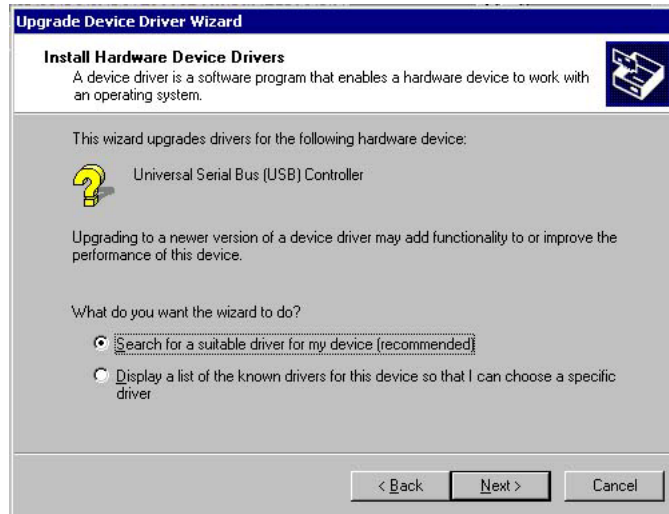 Upgrade Device Driver Wizard
Install Hardware Device Drivers
A device driver is a software program that enables a hardware device to work with
an operating system.
This wizard upgrades drivers for the following hardware device:
Universal Serial Bus (USB) Controller
Upgrading to a newer version of a device driver may add functionality to or improve the
performance of this device.
What do you want the wizard to do?
Search for a suitable driver for my device (recommended)
Display a list of the known drivers for this device so that I can choose a specific
driver
< Back Next > Cancel